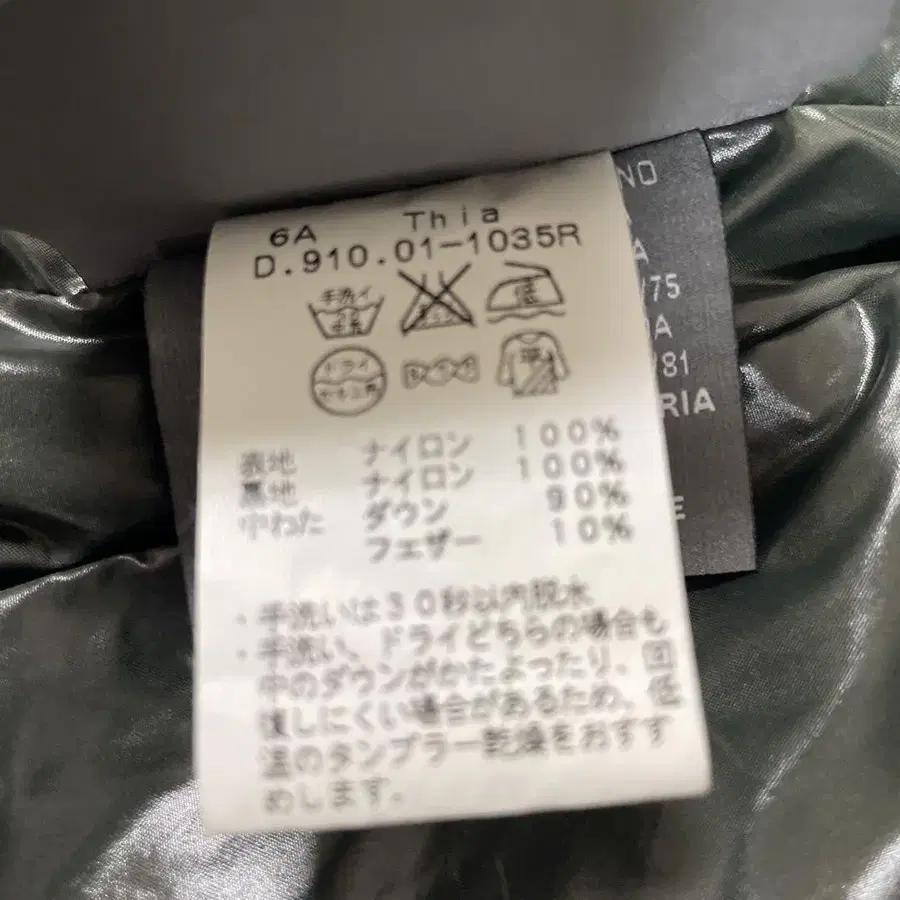 6A Thia
D.910.01-1035R
手洗イ
低
ドライ
平
表地 ナイロン 100%
裏地 ナイロン 100%
中わた ダウン 90%
フェザー 10%
・手洗いは30秒以内脱水
・手洗い、ドライどちらの場合も
中のダウンがかたよったり、回
復しにくい場合があるため、低
温のタンブラー乾燥をおすす
めします。
NO
A
A
/75
IA
/81
RIA
E